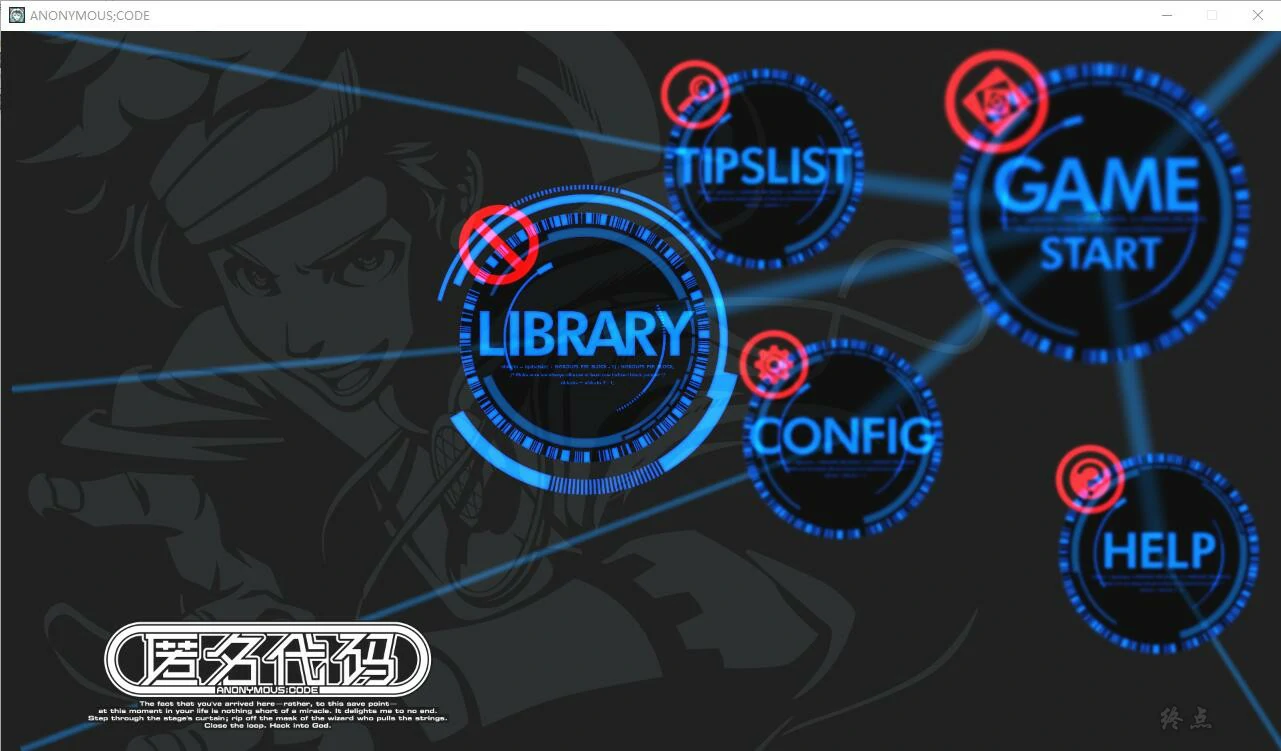 ANONYMOUS;CODE
TIPSLIST
GAME
START
LIBRARY
CONFIG
HELP
匿名代码
ANONYMOUS;CODE
The fact that you've arrived here—rather, to this save point—
at this moment in your life is nothing short of a miracle. It delights me to no end.
Step through the stage's curtain; rip off the mask of the wizard who pulls the strings.
Close the loop. Hack into God.
终点